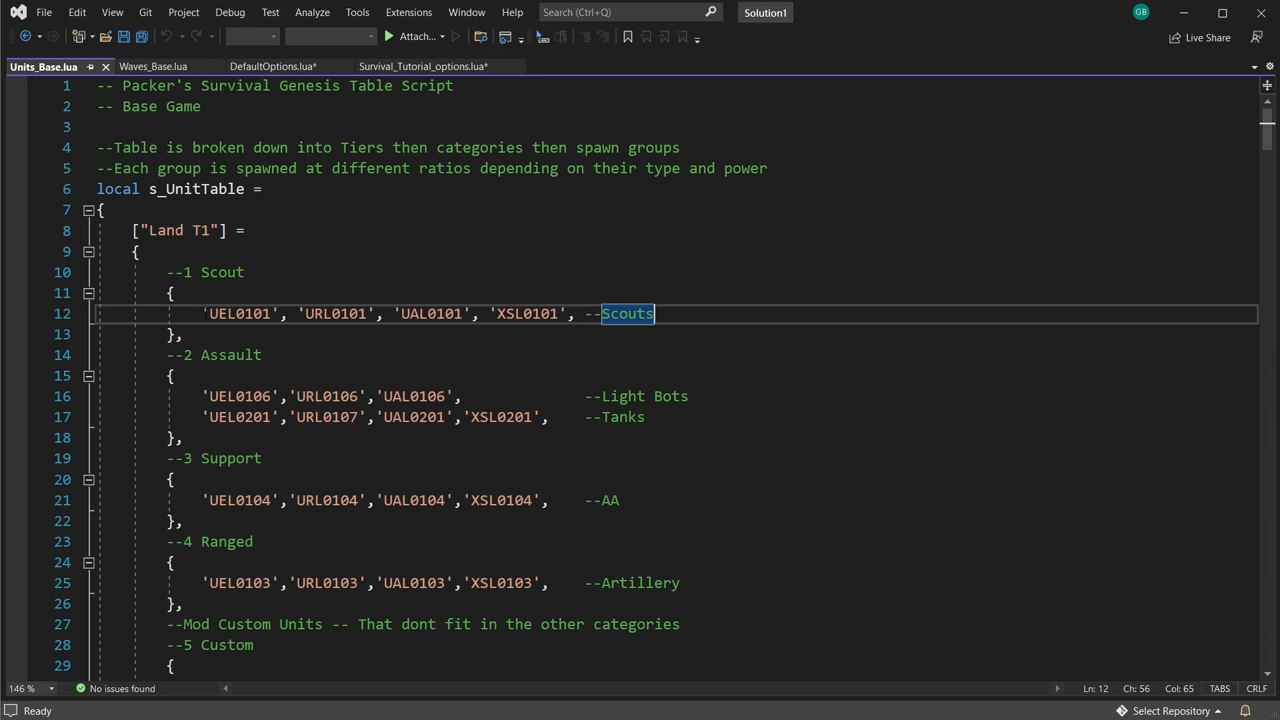 File Edit View Git Project Debug Test Analyze Tools Extensions Window Help Search (Ctrl+Q) Solution1 GB
Attach... Live Share
Units_Base.lua Waves_Base.lua DefaultOptions.lua* Survival_Tutorial_options.lua*
1 -- Packer's Survival Genesis Table Script
2 -- Base Game
3
4 --Table is broken down into Tiers then categories then spawn groups
5 --Each group is spawned at different ratios depending on their type and power
6 local s_UnitTable =
7 {
8 ["Land T1"] =
9 {
10 --1 Scout
11 {
12 'UEL0101', 'URL0101', 'UAL0101', 'XSL0101', --Scouts
13 },
14 --2 Assault
15 {
16 'UEL0106','URL0106','UAL0106', --Light Bots
17 'UEL0201','URL0107','UAL0201','XSL0201', --Tanks
18 },
19 --3 Support
20 {
21 'UEL0104','URL0104','UAL0104','XSL0104', --AA
22 },
23 --4 Ranged
24 {
25 'UEL0103','URL0103','UAL0103','XSL0103', --Artillery
26 },
27 --Mod Custom Units -- That dont fit in the other categories
28 --5 Custom
29 {
146 % No issues found Ln: 12 Ch: 56 Col: 65 TABS CRLF
Ready Select Repository